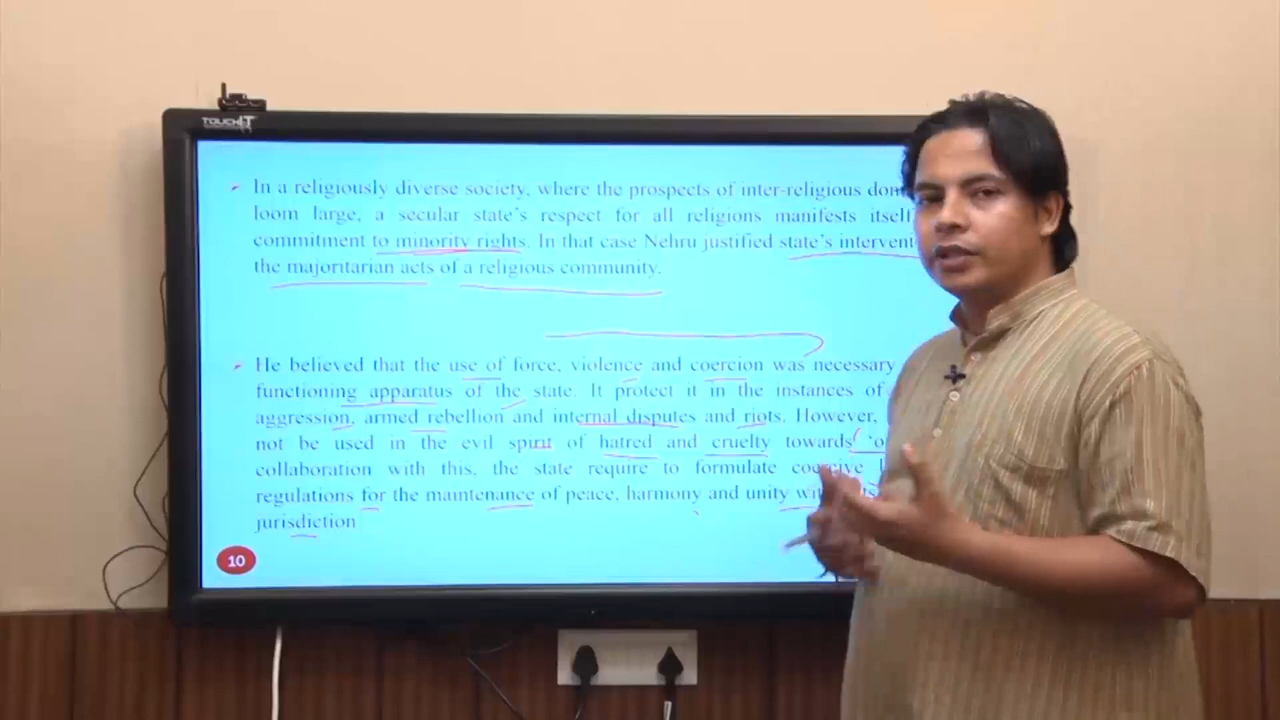 TOUCHIT
In a religiously diverse society, where the prospects of inter-religious
loom large, a secular state's respect for all religions manifests itself
commitment to minority rights. In that case Nehru justified state's
the majoritarian acts of a religious community.
He believed that the use of force, violence and coercion was necessary
functioning apparatus of the state. It protect it in the instances of
aggression, armed rebellion and internal disputes and riots. However,
not be used in the evil spirit of hatred and cruelty towards
collaboration with this, the state require to formulate coercive
regulations for the maintenance of peace, harmony and unity
jurisdiction
10